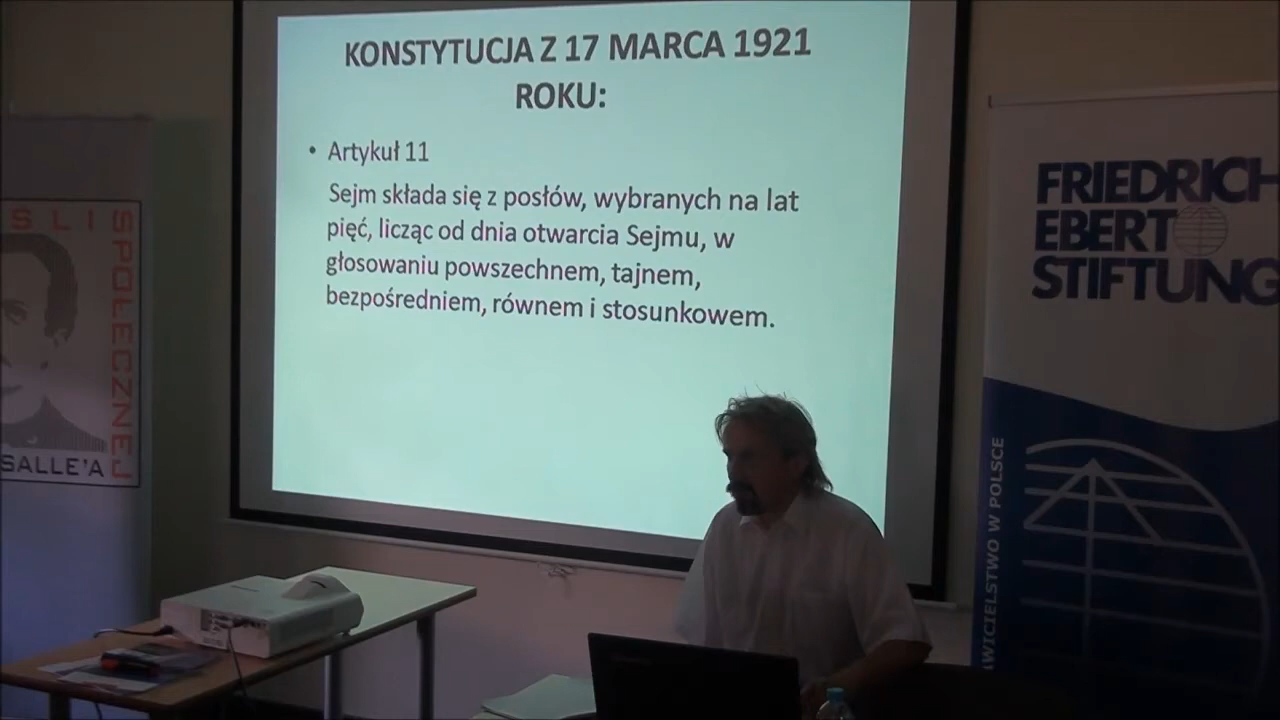 KONSTYTUCJA Z 17 MARCA 1921
ROKU:
• Artykuł 11
Sejm składa się z posłów, wybranych na lat
pięć, licząc od dnia otwarcia Sejmu, w
głosowaniu powszechnem, tajnem,
bezpośredniem, równem i stosunkowem.
SLI
SPOŁECZNEJ
SALLE'A
FRIEDRICH
EBERT
STIFTUNG
AWICIELSTWO W POLSCE